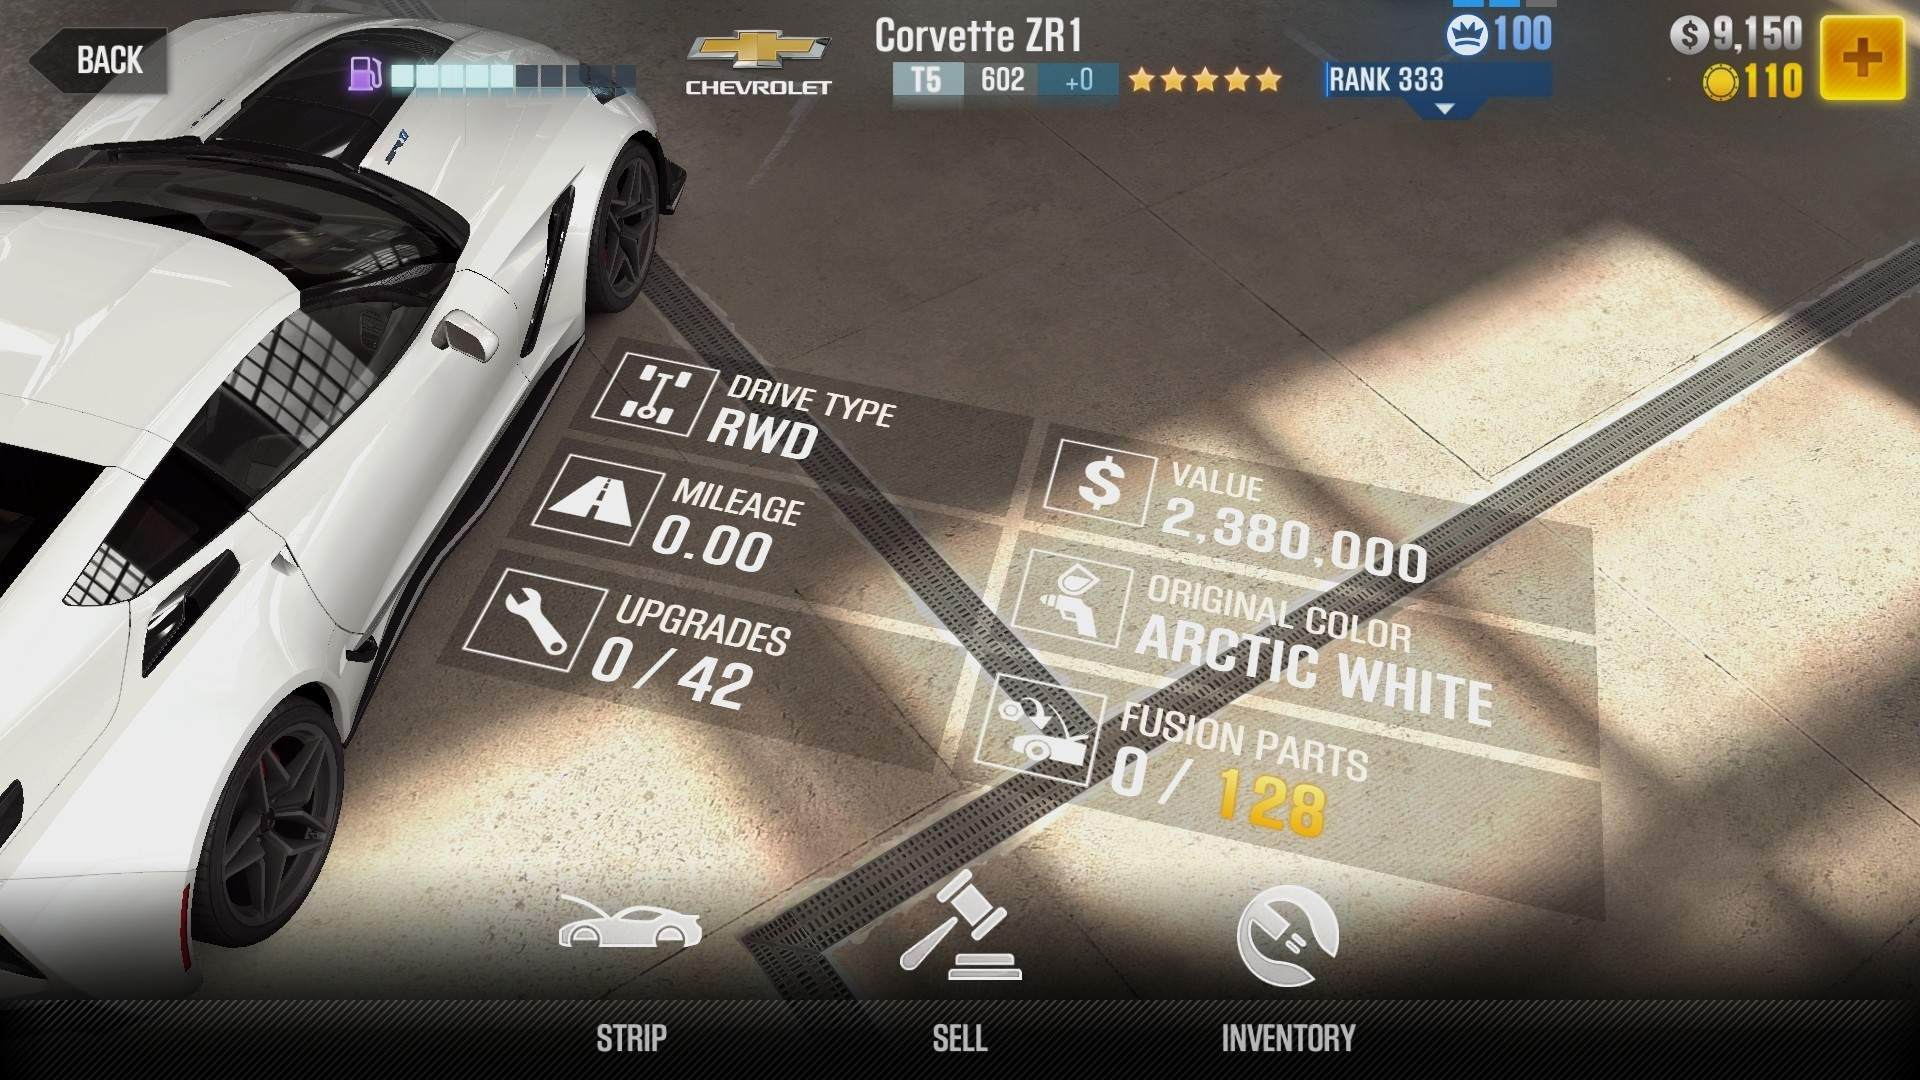 BACK
CHEVROLET
Corvette ZR1
T5 602 +0
100
RANK 333
9,150
110
DRIVE TYPE
RWD
MILEAGE
0.00
UPGRADES
0 / 42
VALUE
2,380,000
ORIGINAL COLOR
ARCTIC WHITE
FUSION PARTS
0 / 128
STRIP
SELL
INVENTORY